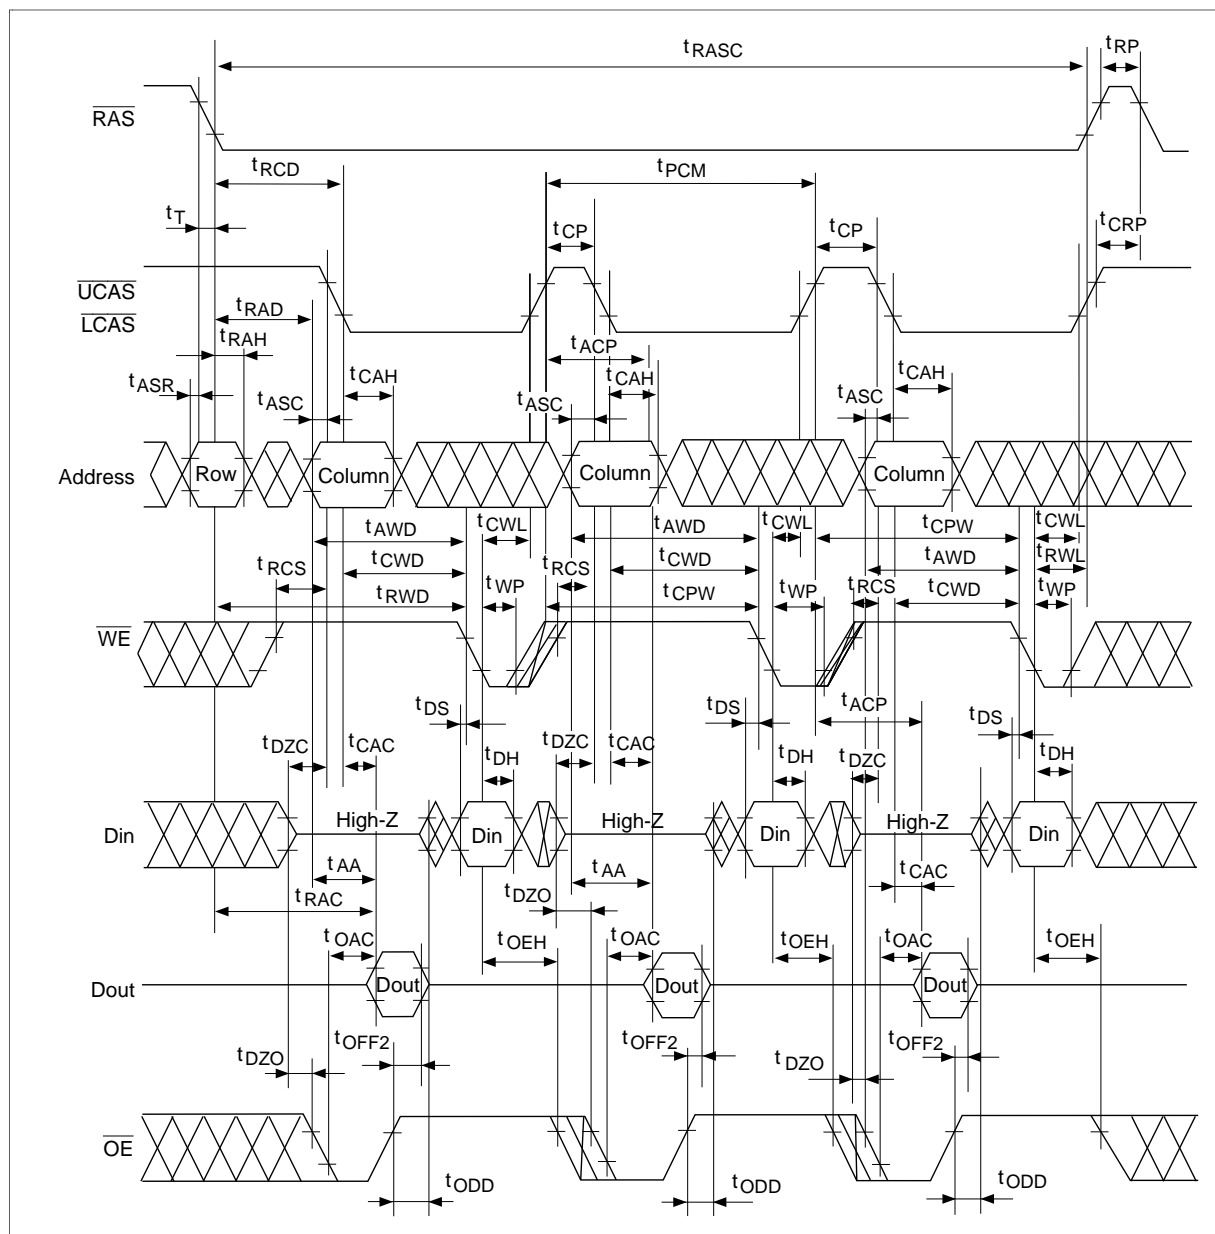 tRASC tRP
RAS
tRCD tPCM
tT tCP tCP tCRP
UCAS
LCAS
tRAD
tRAH tACP
tASR tCAH tCAH
tASC tASC tASC
Address Row Column Column Column
tAWD tCWL tAWD tCWL tCPW tCWL
tRCS tCWD tRCS tCWD tAWD tRWL
tRWD tWP tCPW tWP tRCS tCWD tWP
WE
tDS tDS tACP tDS
tDZC tCAC tDH tDZC tCAC tDH tDZC tDH
Din High-Z Din High-Z Din High-Z Din
tAA tAA tCAC
tRAC tDZO
tOAC tOEH tOAC tOEH tOAC tOEH
Dout Dout Dout Dout
tOFF2 tOFF2 tOFF2
tDZO tDZO
OE
tODD tODD tODD